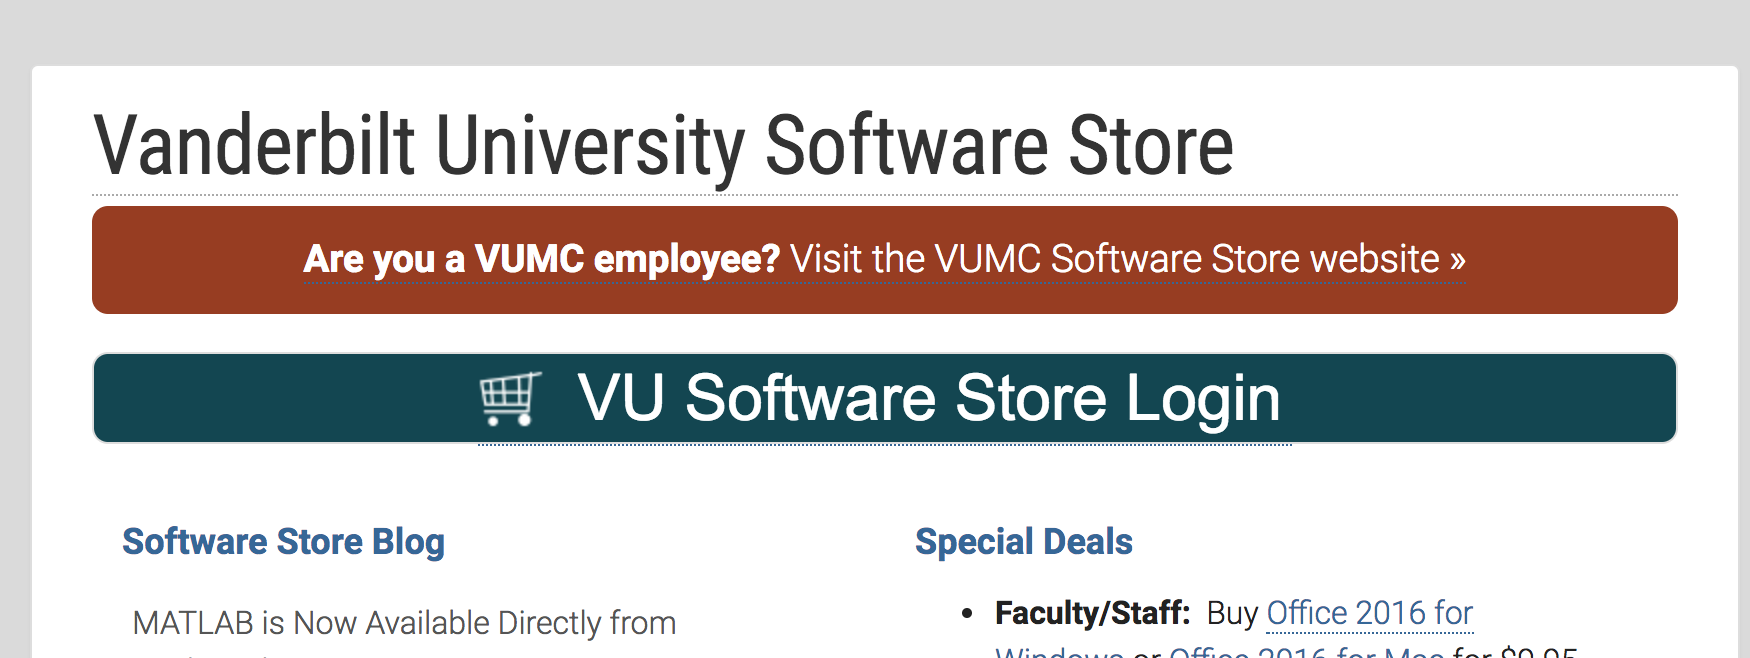 Vanderbilt University Software Store
Are you a VUMC employee? Visit the VUMC Software Store website »
VU Software Store Login
Software Store Blog
MATLAB is Now Available Directly from
Special Deals
• Faculty/Staff: Buy Office 2016 for
Windows or Office 2016 for Mac for $9.95